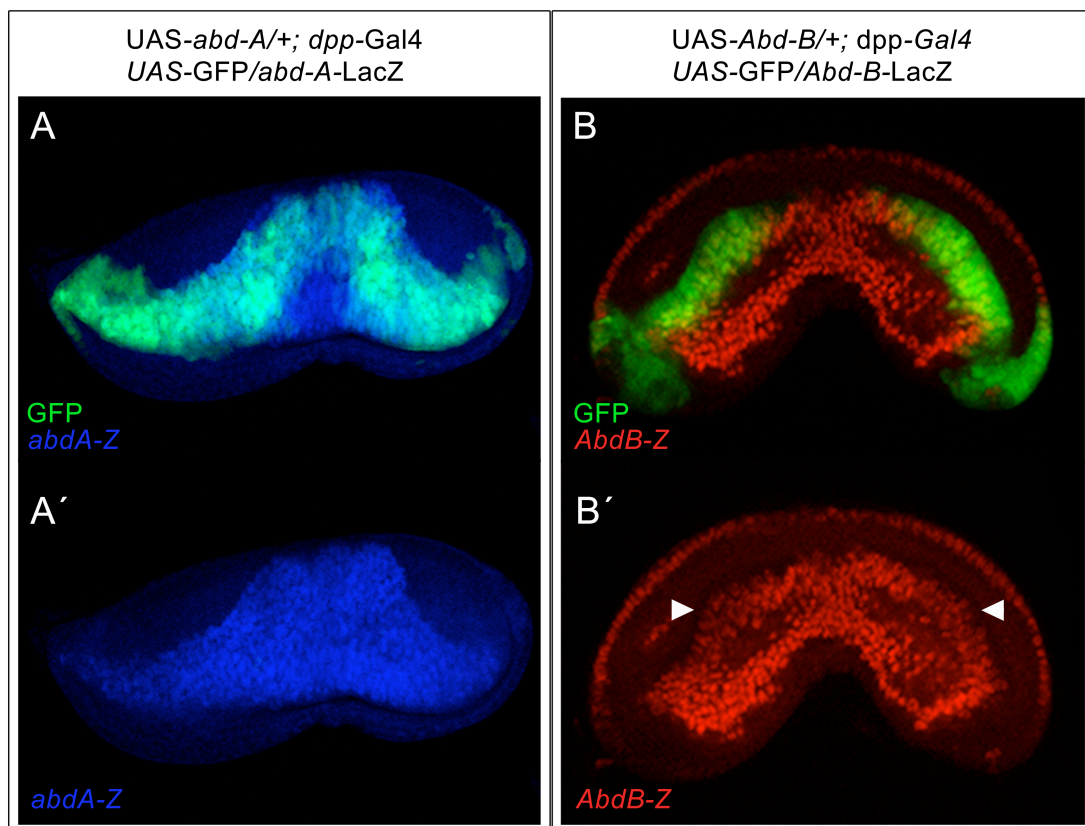 UAS-abd-A/+; dpp-Gal4
UAS-GFP/abd-A-LacZ
A
GFP
abdA-Z
A´
abdA-Z
UAS-Abd-B/+; dpp-Gal4
UAS-GFP/Abd-B-LacZ
B
GFP
AbdB-Z
B´
AbdB-Z